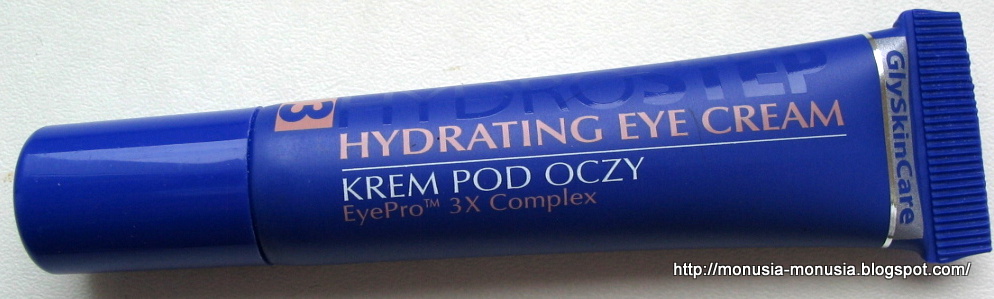 3
HYDROSTEP
HYDRATING EYE CREAM
KREM POD OCZY
EyePro™ 3X Complex
GlySkinCare
http://monusia-monusia.blogspot.com/